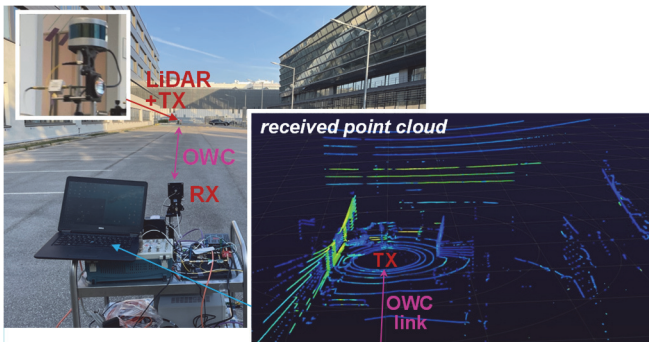 LiDAR
+TX
OWC
RX
received point cloud
TX
OWC
link